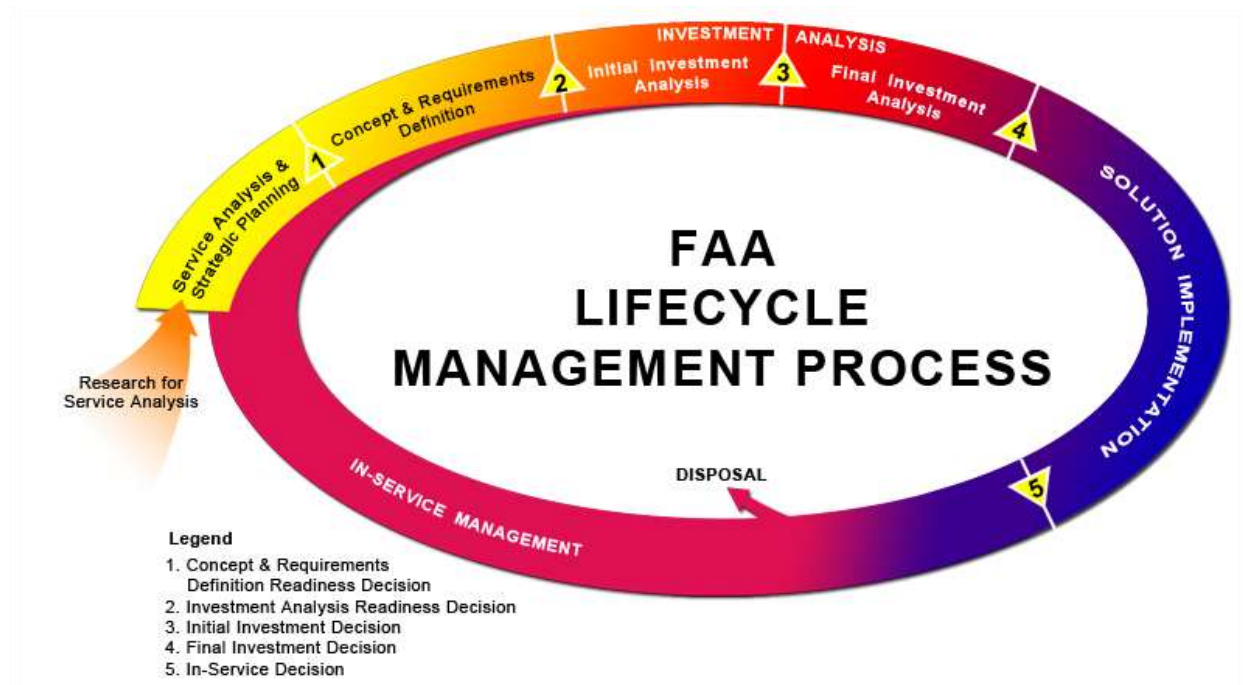 INVESTMENT ANALYSIS
Service Analysis &
Strategic Planning
1
Concept & Requirements
Definition
2
Initial Investment
Analysis
3
Final Investment
Analysis
4
SOLUTION IMPLEMENTATION
5
IN-SERVICE MANAGEMENT
DISPOSAL
FAA
LIFECYCLE
MANAGEMENT PROCESS
Research for
Service Analysis
Legend
1. Concept & Requirements
Definition Readiness Decision
2. Investment Analysis Readiness Decision
3. Initial Investment Decision
4. Final Investment Decision
5. In-Service Decision